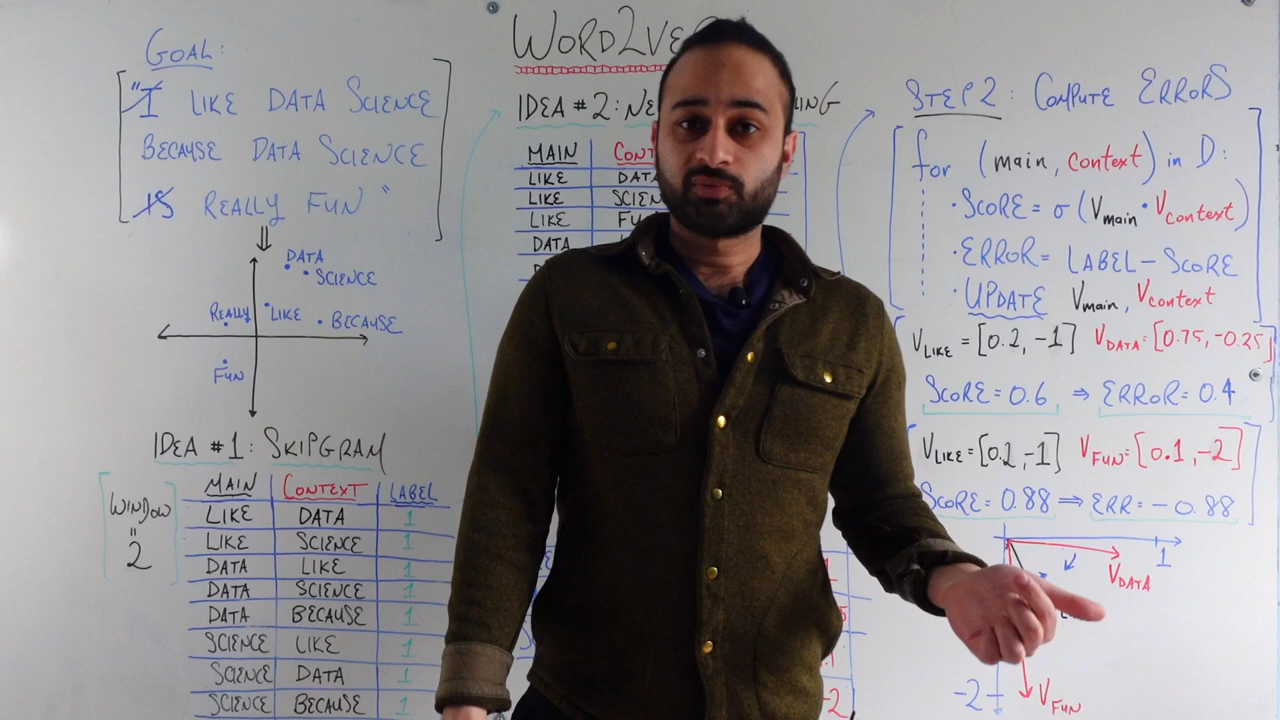 WORD2VE
GOAL:
"I LIKE DATA SCIENCE
BECAUSE DATA SCIENCE
IS REALLY FUN"
DATA
SCIENCE
REALLY
LIKE
BECAUSE
FUN
IDEA #1: SKIPGRAM
WINDOW
=
2
MAIN CONTEXT LABEL
LIKE DATA 1
LIKE SCIENCE 1
DATA LIKE 1
DATA SCIENCE 1
DATA BECAUSE 1
SCIENCE LIKE 1
SCIENCE DATA 1
SCIENCE BECAUSE 1
IDEA #2: NE LING
MAIN CONT
LIKE DATA
LIKE SCIEN
LIKE FU
DATA
STEP 2: COMPUTE ERRORS
for (main, context) in D:
· SCORE = σ (Vmain · Vcontext)
· ERROR = LABEL - SCORE
· UPDATE Vmain, Vcontext
VLIKE = [0.2, -1] VDATA = [0.75, -0.25]
SCORE = 0.6 ⇒ ERROR = 0.4
VLIKE = [0.2, -1] VFUN = [0.1, -2]
SCORE = 0.88 ⇒ ERR = -0.88
1
VDATA
-2
VFUN
-2